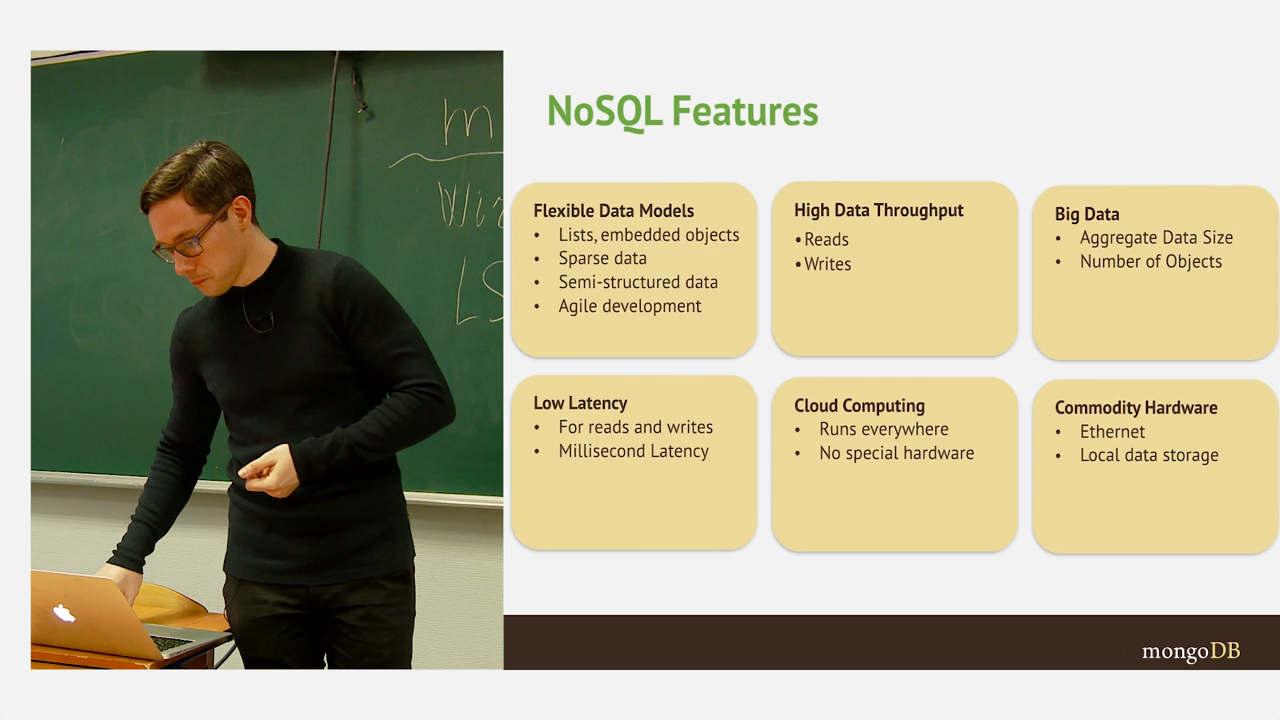 m
NoSQL Features
Flexible Data Models
• Lists, embedded objects
• Sparse data
• Semi-structured data
• Agile development
High Data Throughput
• Reads
• Writes
Big Data
• Aggregate Data Size
• Number of Objects
Low Latency
• For reads and writes
• Millisecond Latency
Cloud Computing
• Runs everywhere
• No special hardware
Commodity Hardware
• Ethernet
• Local data storage
mongoDB